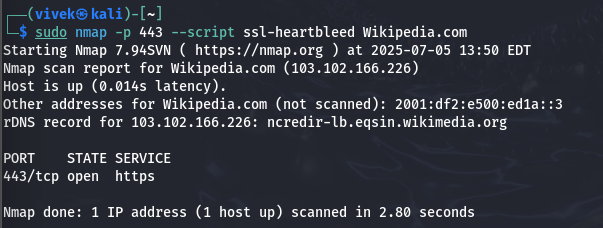 ┌──(vivek㉿kali)-[~]
└─$ sudo nmap -p 443 --script ssl-heartbleed Wikipedia.com
Starting Nmap 7.94SVN ( https://nmap.org ) at 2025-07-05 13:50 EDT
Nmap scan report for Wikipedia.com (103.102.166.226)
Host is up (0.014s latency).
Other addresses for Wikipedia.com (not scanned): 2001:df2:e500:ed1a::3
rDNS record for 103.102.166.226: ncredir-lb.eqsin.wikimedia.org
PORT    STATE SERVICE
443/tcp open  https
Nmap done: 1 IP address (1 host up) scanned in 2.80 seconds